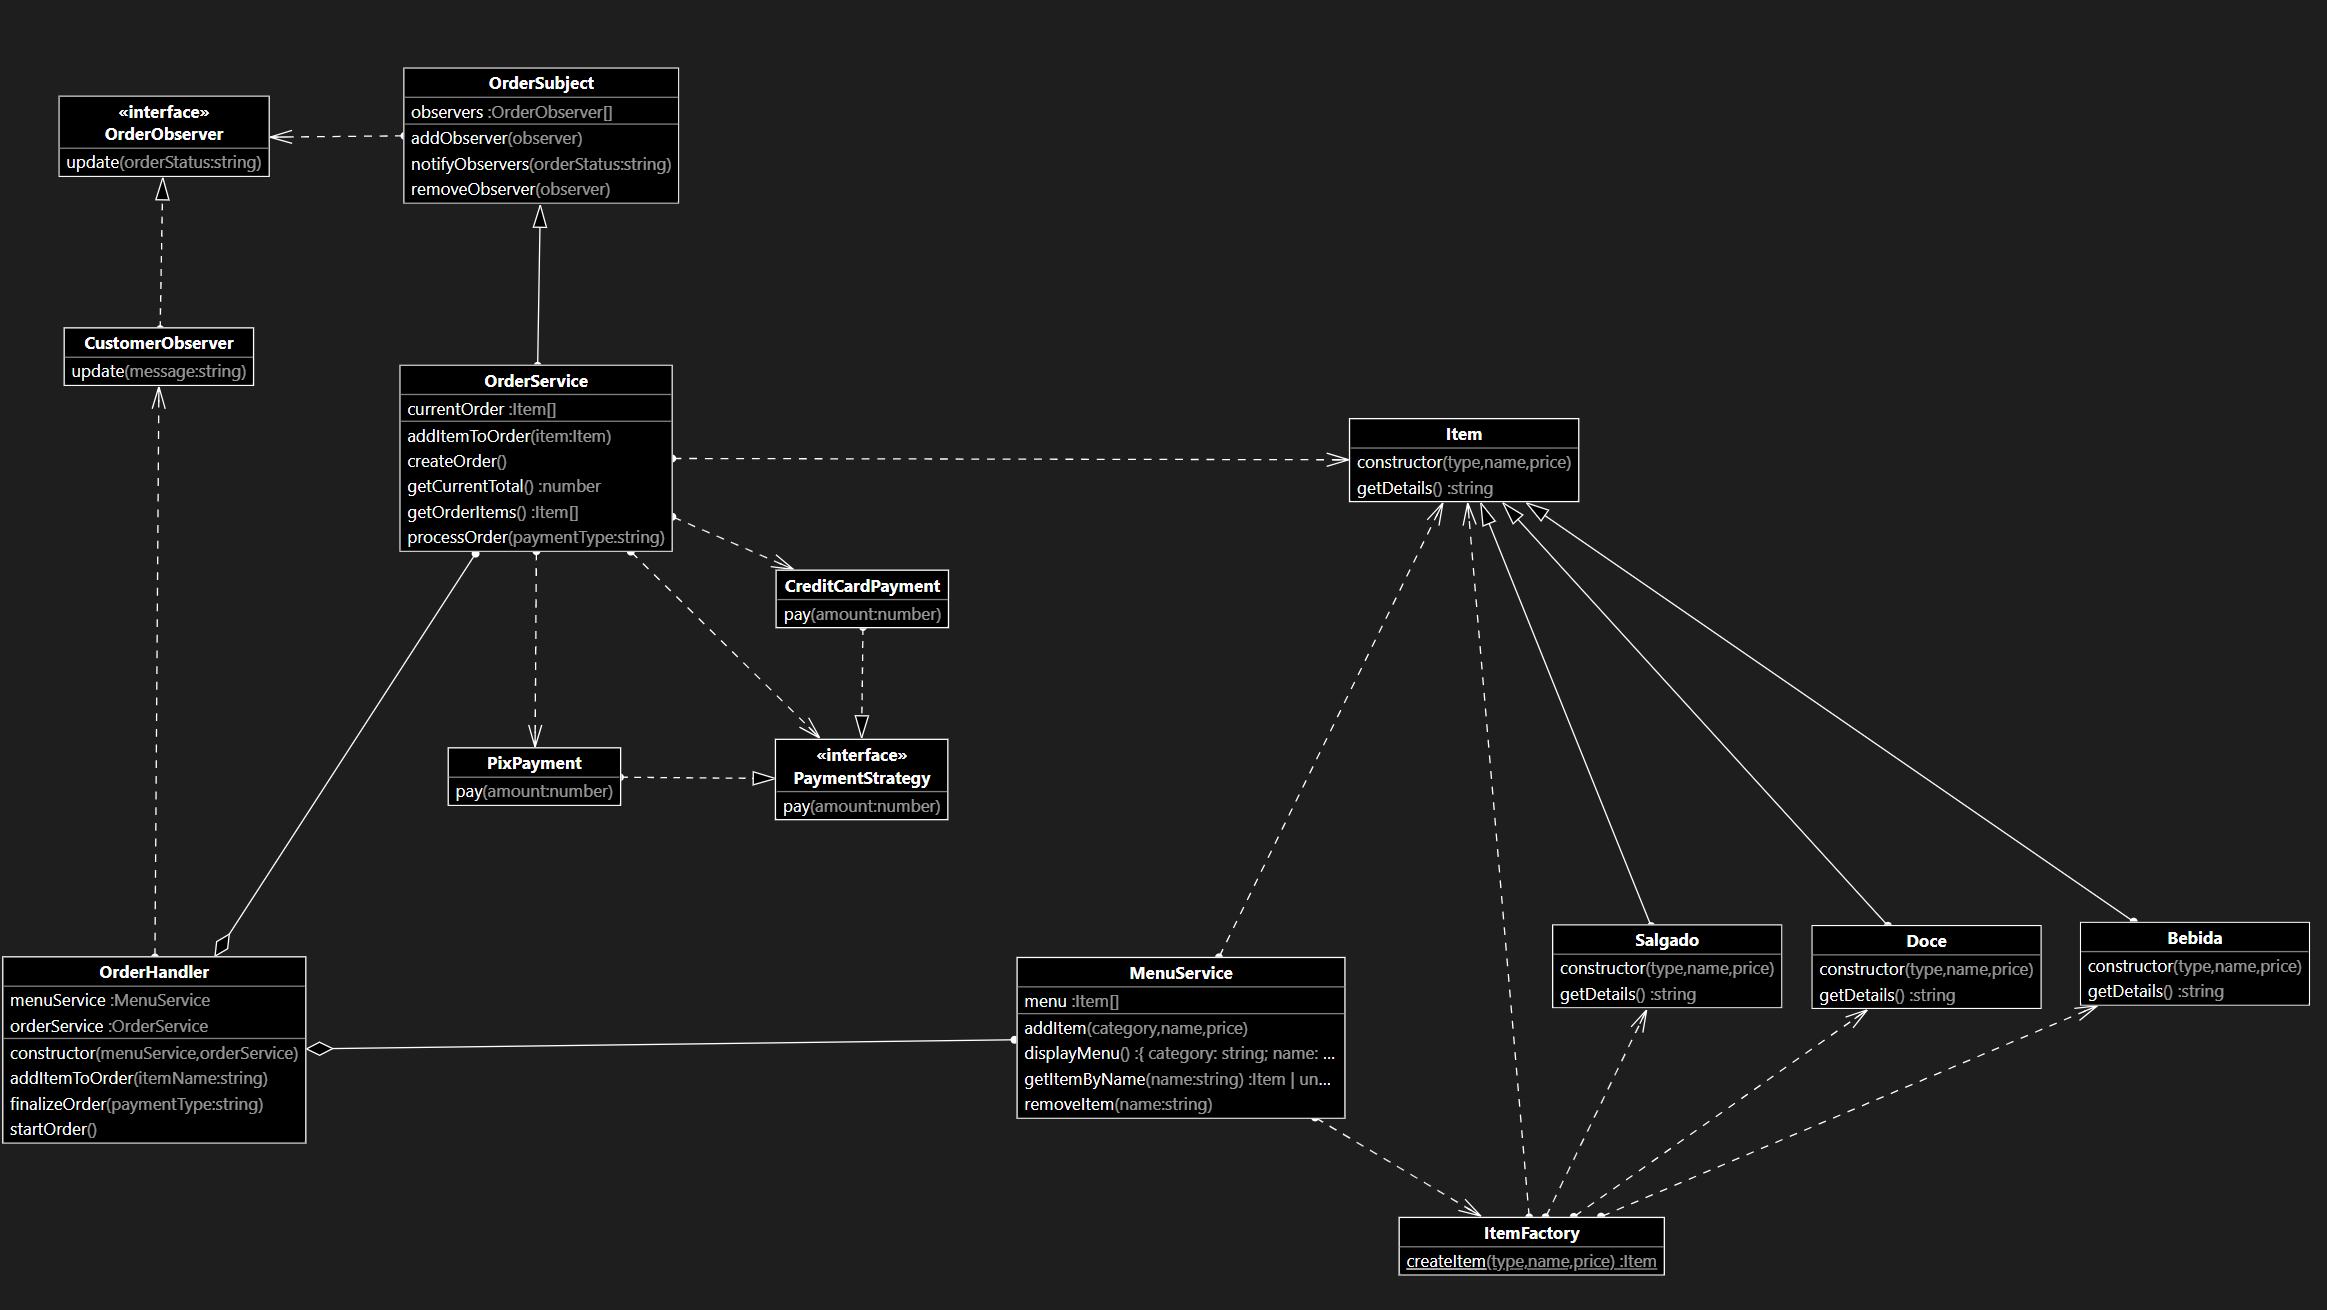 OrderSubject
observers :OrderObserver[]
addObserver(observer)
notifyObservers(orderStatus:string)
removeObserver(observer)
«interface»
OrderObserver
update(orderStatus:string)
CustomerObserver
update(message:string)
OrderService
currentOrder :Item[]
addItemToOrder(item:Item)
createOrder()
getCurrentTotal() :number
getOrderItems() :Item[]
processOrder(paymentType:string)
Item
constructor(type,name,price)
getDetails() :string
CreditCardPayment
pay(amount:number)
PixPayment
pay(amount:number)
«interface»
PaymentStrategy
pay(amount:number)
OrderHandler
menuService :MenuService
orderService :OrderService
constructor(menuService,orderService)
addItemToOrder(itemName:string)
finalizeOrder(paymentType:string)
startOrder()
MenuService
menu :Item[]
addItem(category,name,price)
displayMenu() :{ category: string; name: ...
getItemByName(name:string) :Item | un...
removeItem(name:string)
Salgado
constructor(type,name,price)
getDetails() :string
Doce
constructor(type,name,price)
getDetails() :string
Bebida
constructor(type,name,price)
getDetails() :string
ItemFactory
createItem(type,name,price) :Item